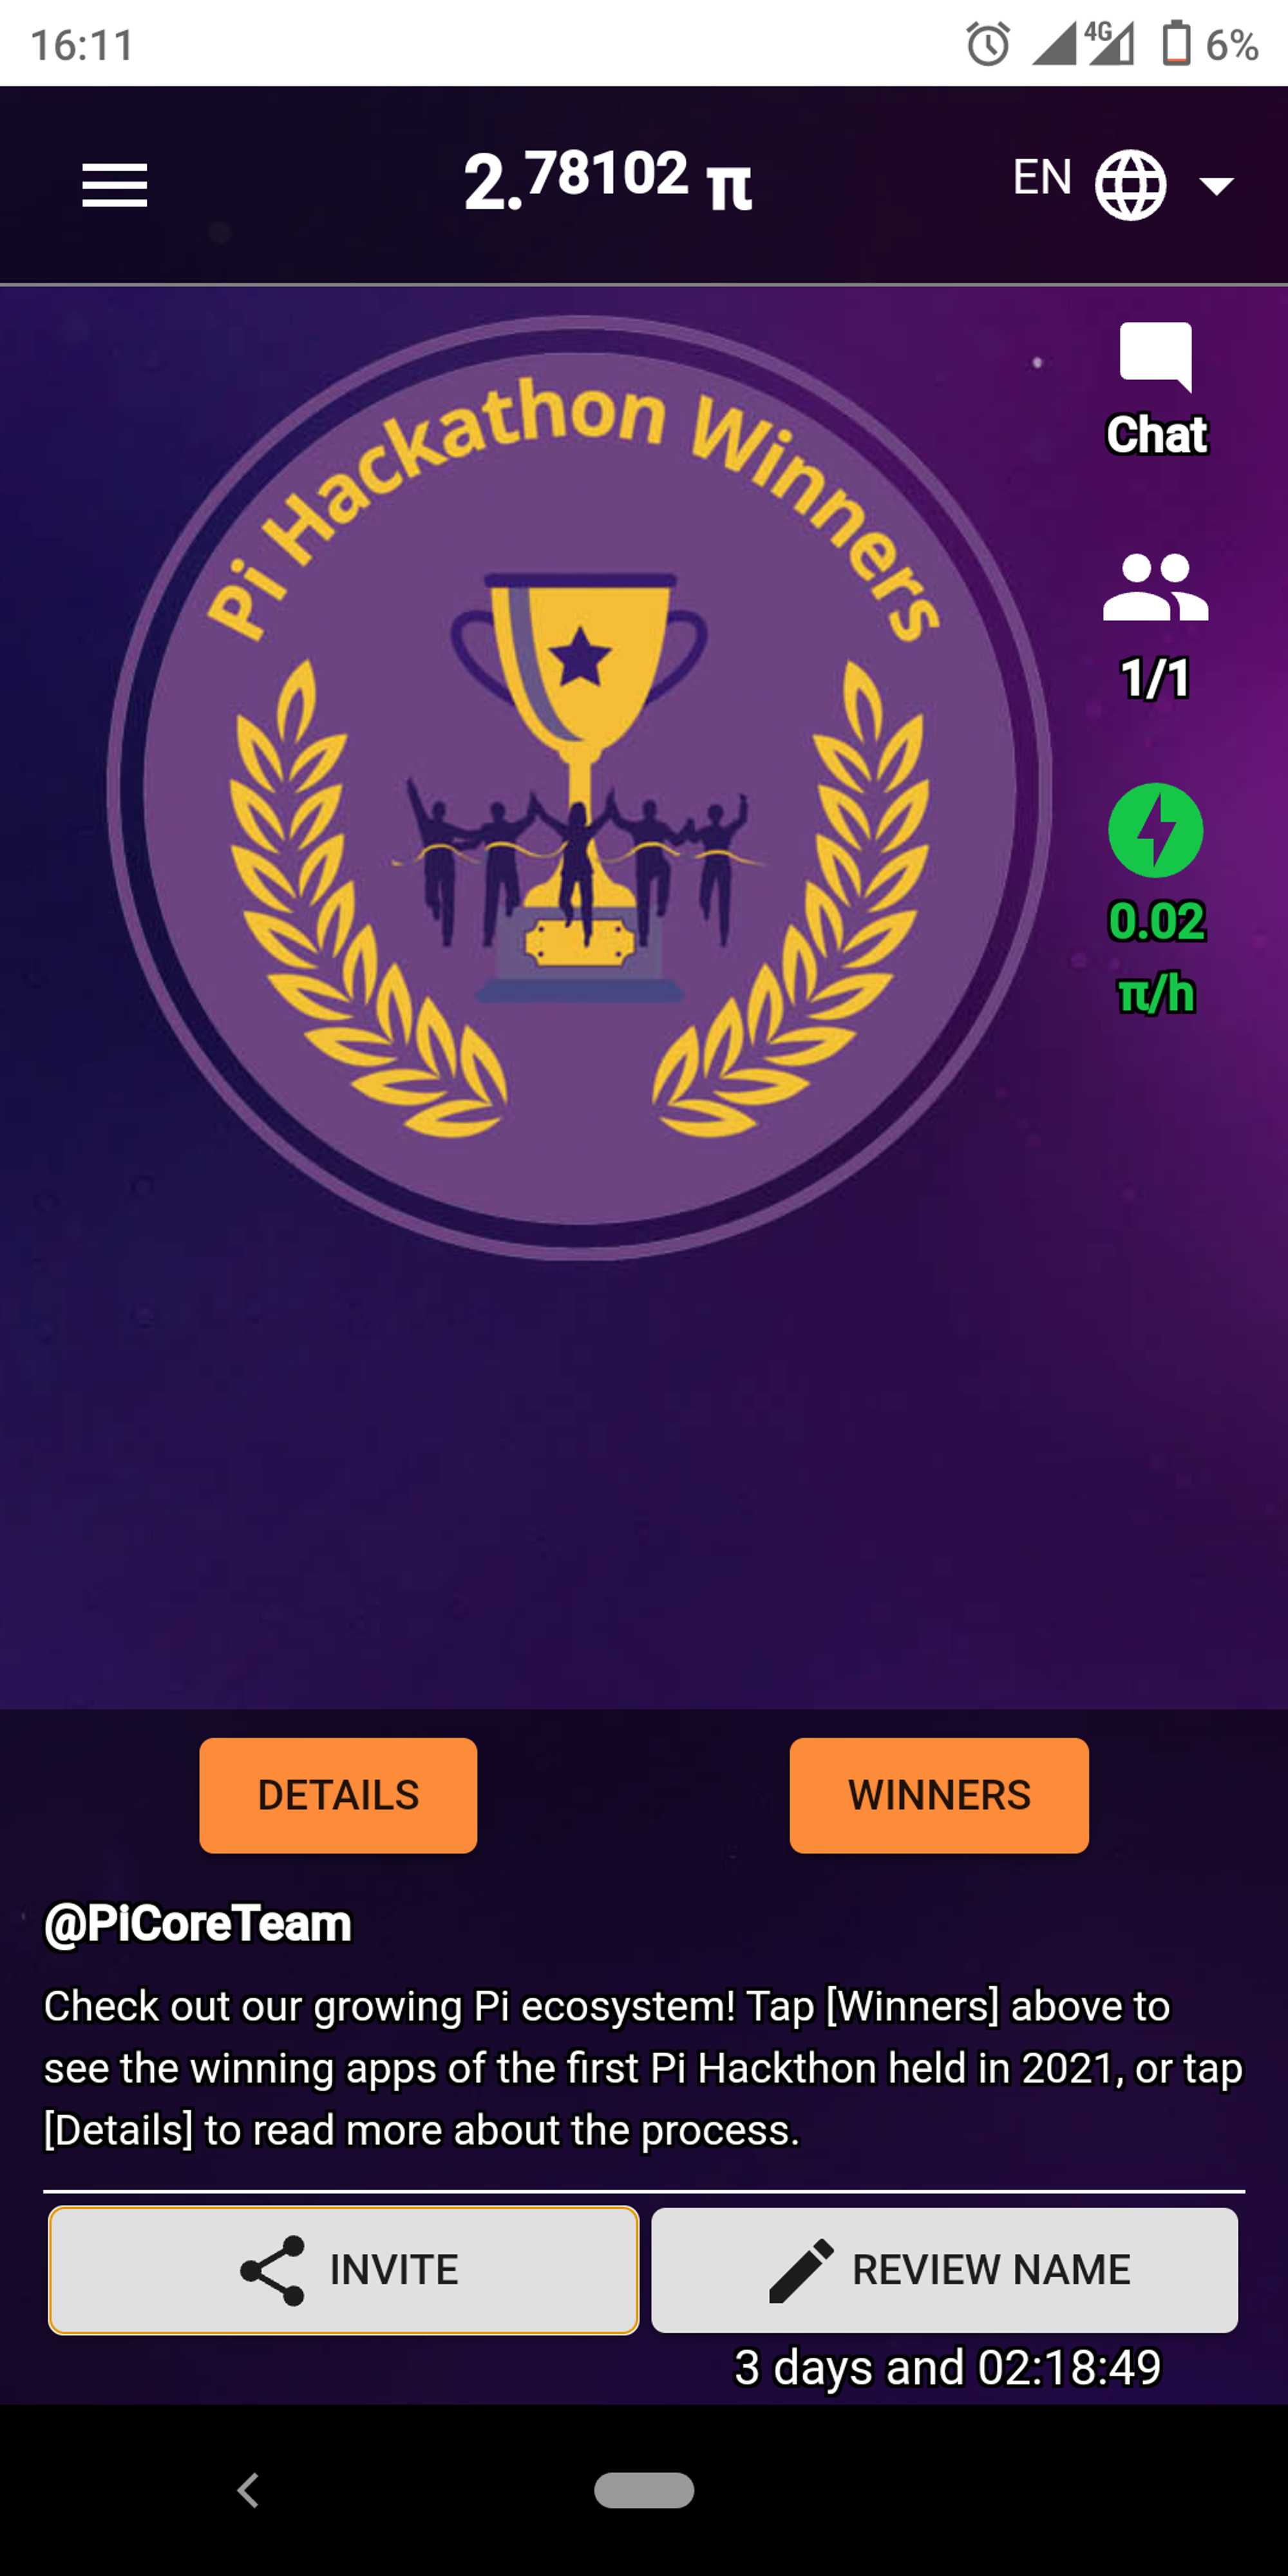 16:11
4G
6%
2.78102 π
EN
Pi Hackathon Winners
Chat
1/1
0.02
π/h
DETAILS
WINNERS
@PiCoreTeam
Check out our growing Pi ecosystem! Tap [Winners] above to
see the winning apps of the first Pi Hackthon held in 2021, or tap
[Details] to read more about the process.
INVITE
REVIEW NAME
3 days and 02:18:49